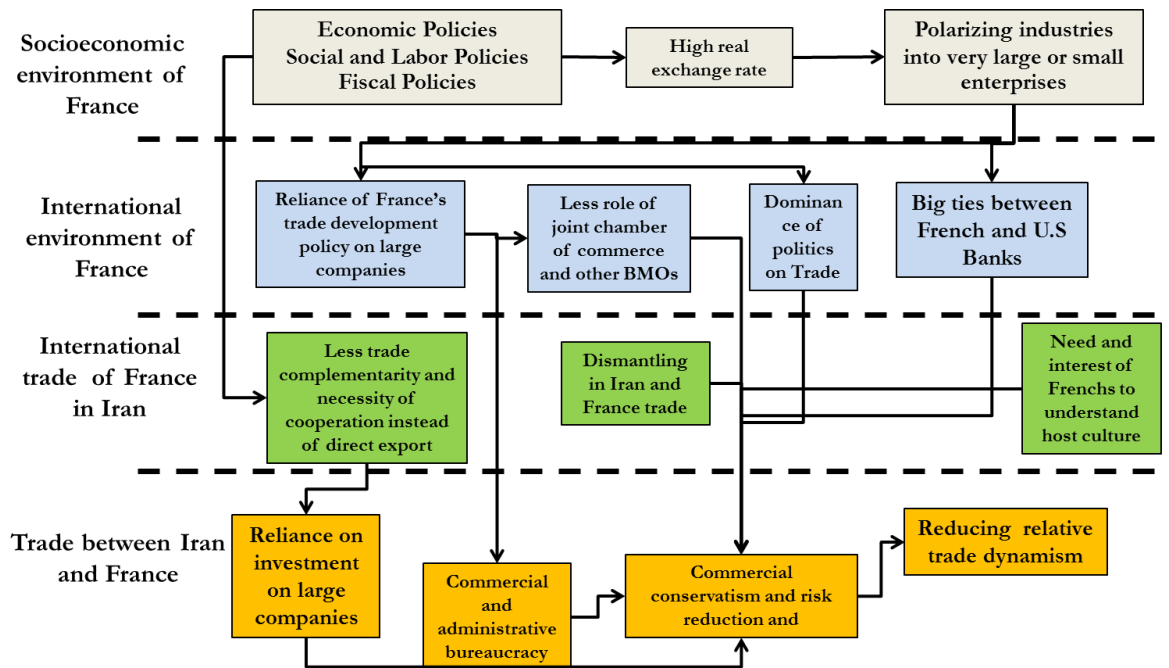 Socioeconomic
environment of
France
Economic Policies
Social and Labor Policies
Fiscal Policies
High real
exchange rate
Polarizing industries
into very large or small
enterprises
International
environment of
France
Reliance of France's
trade development
policy on large
companies
Less role of
joint chamber
of commerce
and other BMOs
Dominan
ce of
politics
on Trade
Big ties between
French and U.S
Banks
International
trade of France
in Iran
Less trade
complementarity and
necessity of
cooperation instead
of direct export
Dismantling
in Iran and
France trade
Need and
interest of
Frenchs to
understand
host culture
Trade between Iran
and France
Reliance on
investment
on large
companies
Commercial
and
administrative
bureaucracy
Commercial
conservatism and risk
reduction and
Reducing relative
trade dynamism